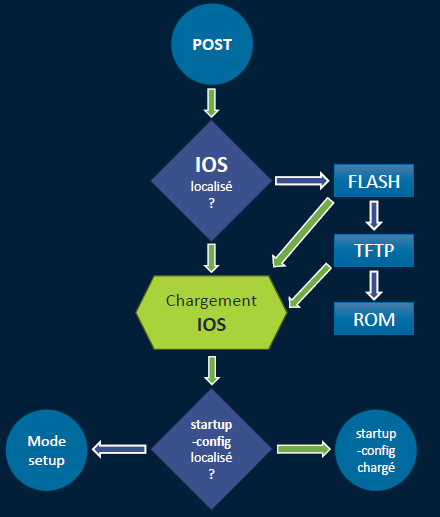 POST
IOS
localisé
?
FLASH
TFTP
ROM
Chargement
IOS
startup
-config
localisé
?
Mode
setup
startup
-config
chargé